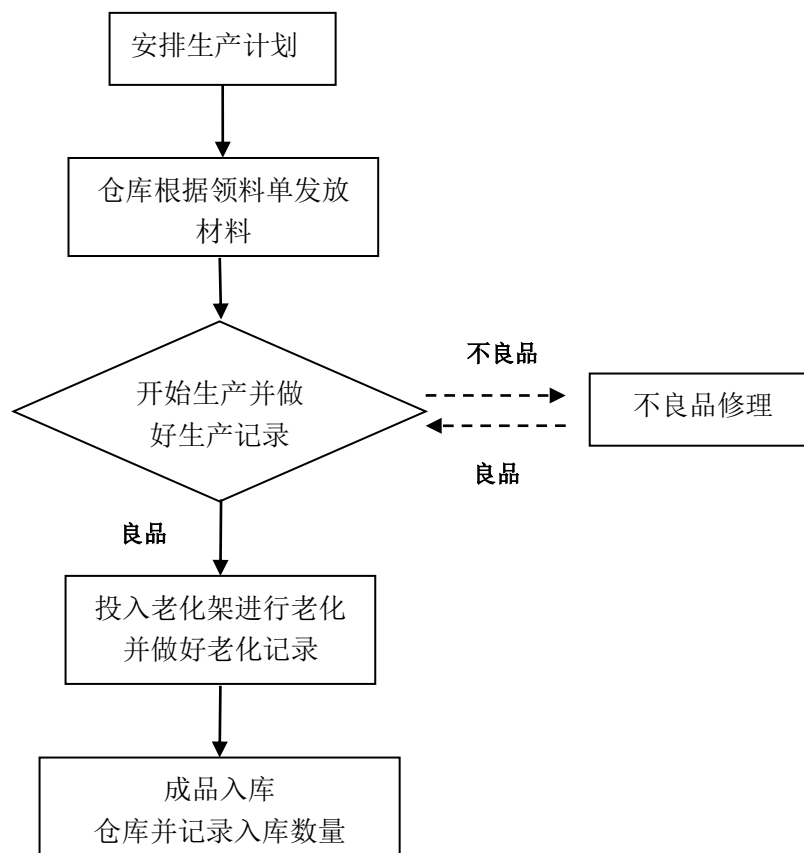 安排生产计划
仓库根据领料单发放
材料
不良品
开始生产并做
好生产记录
不良品修理
良品
良品
投入老化架进行老化
并做好老化记录
成品入库
仓库并记录入库数量